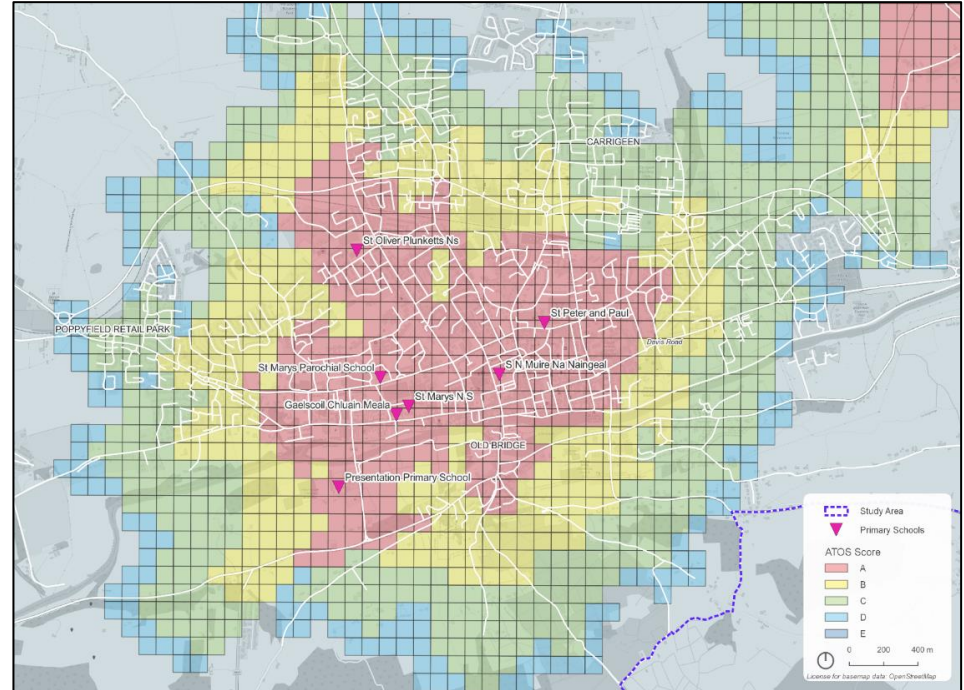 CARRIGEEN
St Oliver Plunketts Ns
St Peter and Paul
POPPYFIELD RETAIL PARK
Davis Road
St Marys Parochial School
S N Muire Na Naingeal
St Marys N S
Gaelscoil Chluain Meala
OLD BRIDGE
Presentation Primary School
Study Area
Primary Schools
ATOS Score
A
B
C
D
E
0 200 400 m
License for basemap data: OpenStreetMap